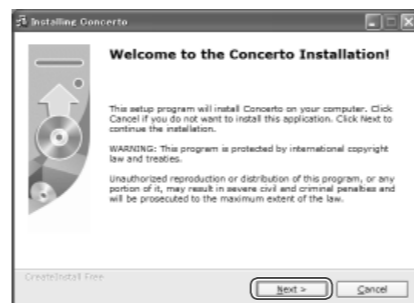 Installing Concerto
Welcome to the Concerto Installation!
This setup program will install Concerto on your computer. Click
Cancel if you do not want to install this application. Click Next to
continue the installation.
WARNING: This program is protected by international copyright
law and treaties.
Unauthorized reproduction or distribution of this program, or any
portion of it, may result in severe civil and criminal penalties and
will be prosecuted to the maximum extent of the law.
CreateInstall Free
Next >
Cancel